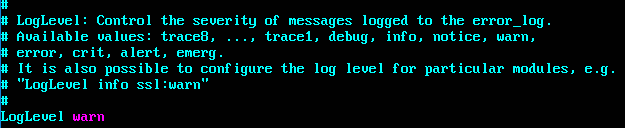 #
# LogLevel: Control the severity of messages logged to the error_log.
# Available values: trace8, ..., trace1, debug, info, notice, warn,
# error, crit, alert, emerg.
# It is also possible to configure the log level for particular modules, e.g.
# "LogLevel info ssl:warn"
#
LogLevel warn